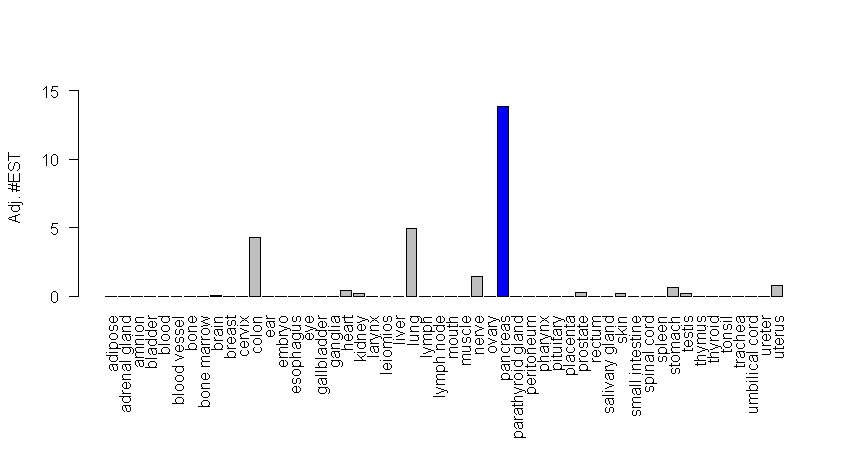 Adj. #EST
15
10
5
0
adipose
adrenal gland
amnion
bladder
blood
blood vessel
bone
bone marrow
brain
breast
cervix
colon
ear
embryo
esophagus
eye
gallbladder
ganglia
heart
kidney
larynx
leiomios
liver
lung
lymph
lymph node
mouth
muscle
nerve
ovary
pancreas
parathyroid gland
peritoneum
pharynx
pituitary
placenta
prostate
rectum
salivary gland
skin
small intestine
spinal cord
spleen
stomach
testis
thymus
thyroid
tonsil
trachea
umbilical cord
ureter
uterus